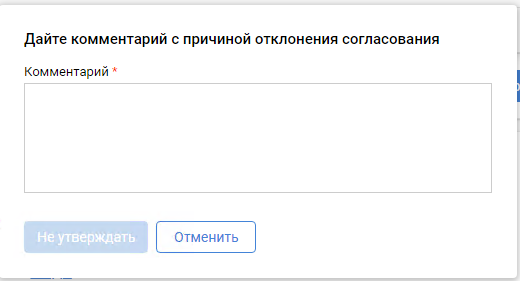 Дайте комментарий с причиной отклонения согласования
Комментарий *
Не утверждать
Отменить